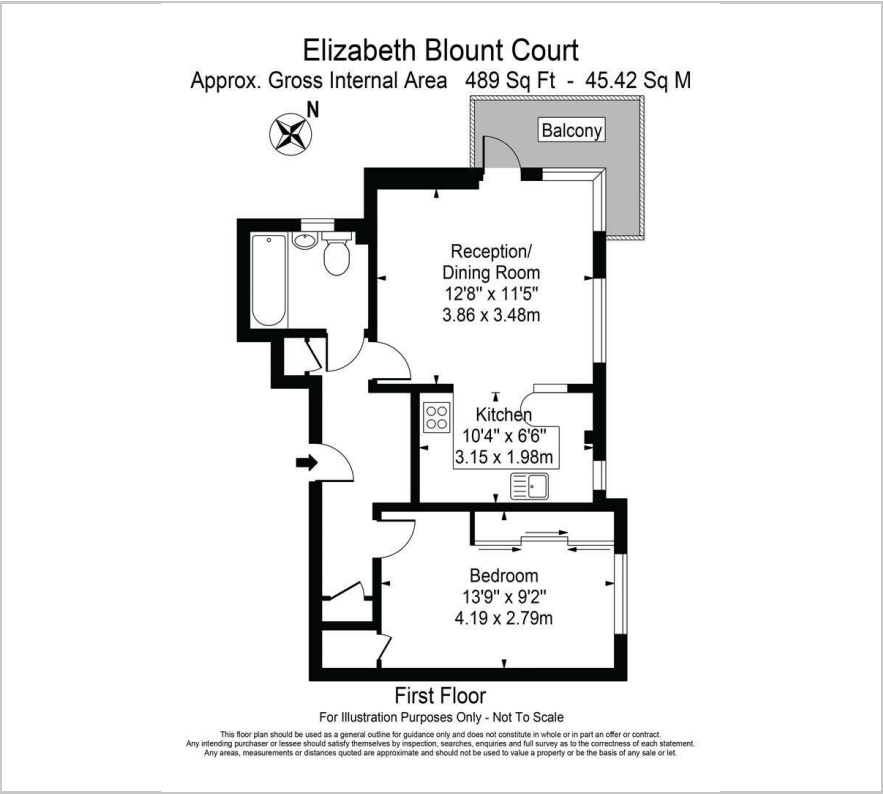 Elizabeth Blount Court
Approx. Gross Internal Area 489 Sq Ft - 45.42 Sq M
N
Balcony
Reception/
Dining Room
12'8" x 11'5"
3.86 x 3.48m
Kitchen
10'4" x 6'6"
3.15 x 1.98m
Bedroom
13'9" x 9'2"
4.19 x 2.79m
First Floor
For Illustration Purposes Only - Not To Scale
This floor plan should be used as a general outline for guidance only and does not constitute in whole or in part an offer or contract.
Any intending purchaser or lessee should satisfy themselves by inspection, searches, enquiries and full survey as to the correctness of each statement.
Any areas, measurements or distances quoted are approximate and should not be used to value a property or be the basis of any sale or let.